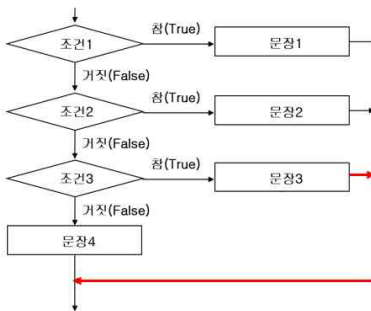 조건1 참(True) 문장1
거짓(False)
조건2 참(True) 문장2
거짓(False)
조건3 참(True) 문장3
거짓(False)
문장4